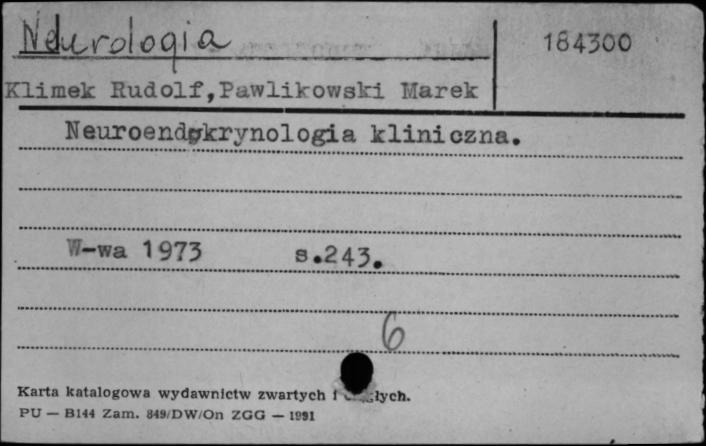 Neurologia
184300
Klimek Rudolf,Pawlikowski Marek
Neuroendokrynologia kliniczna.
W-wa 1973 s.243.
6
Karta katalogowa wydawnictw zwartych i
PU — B144 Zam. 849/DW/On ZGG — 1991